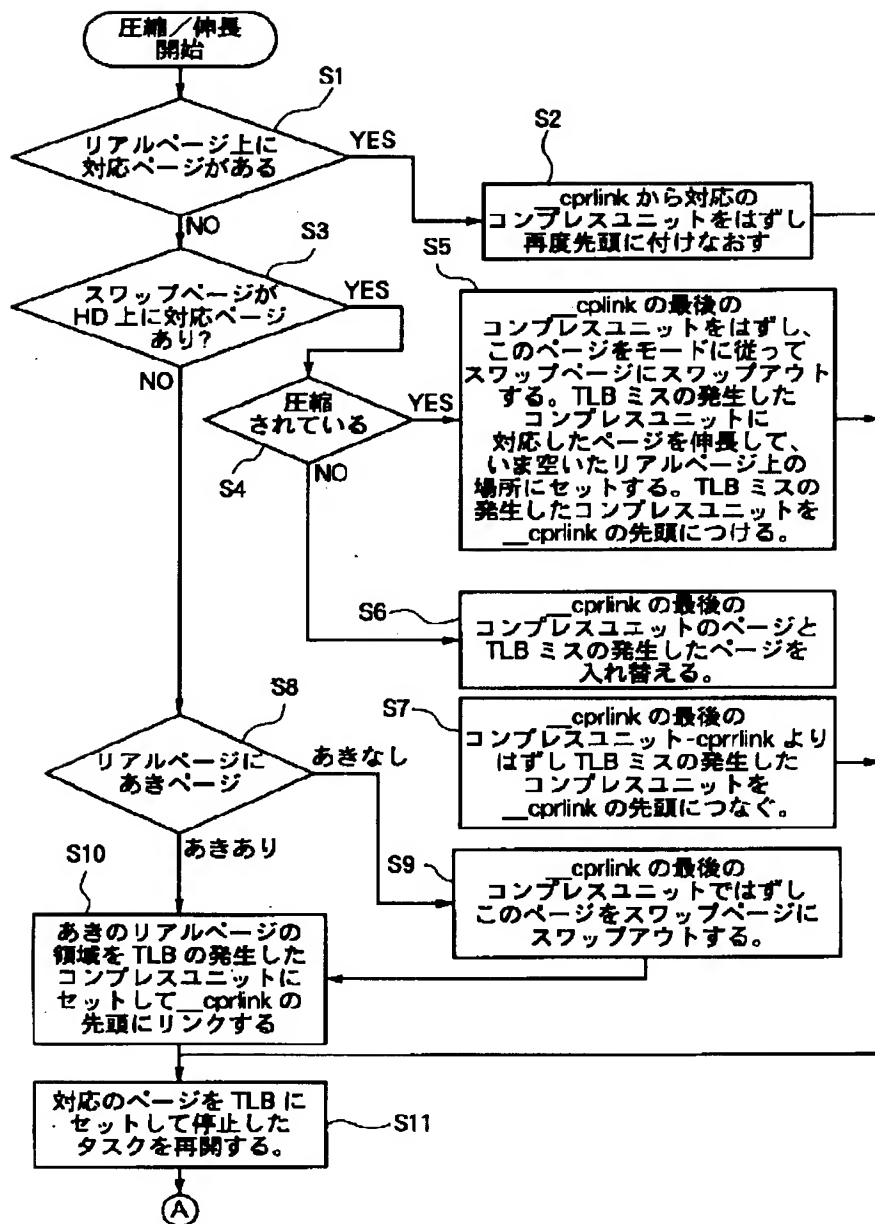 圧縮／伸長
開始
S1
リアルページ上に
対応ページがある
YES
NO
S2
__cprlink から対応の
コンプレスユニットをはずし
再度先頭に付けなおす
S3
スワップページが
HD 上に対応ページ
あり?
YES
NO
S4
圧縮
されている
YES
NO
S5
__cplink の最後の
コンプレスユニットをはずし、
このページをモードに従って
スワップページにスワップアウト
する。TLB ミスの発生した
コンプレスユニットに
対応したページを伸長して、
いま空いたリアルページ上の
場所にセットする。TLB ミスの
発生したコンプレスユニットを
__cprlink の先頭につける。
S6
__cprlink の最後の
コンプレスユニットのページと
TLB ミスの発生したページを
入れ替える。
S7
__cprlink の最後の
コンプレスユニット-cprrlink より
はずし TLB ミスの発生した
コンプレスユニットを
__cprlink の先頭につなぐ。
S8
リアルページに
あきページ
あきなし
あきあり
S9
__cprlink の最後の
コンプレスユニットではずし
このページをスワップページに
スワップアウトする。
S10
あきのリアルページの
領域を TLB の発生した
コンプレスユニットに
セットして__cprlink の
先頭にリンクする
S11
対応のページを TLB に
セットして停止した
タスクを再開する。
A